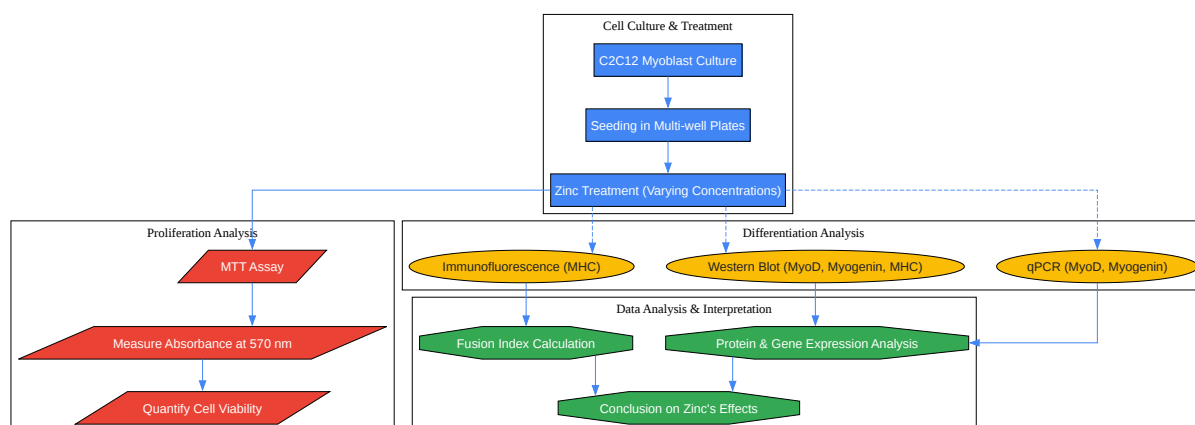 Cell Culture & Treatment
C2C12 Myoblast Culture
Seeding in Multi-well Plates
Zinc Treatment (Varying Concentrations)
Proliferation Analysis
MTT Assay
Measure Absorbance at 570 nm
Quantify Cell Viability
Differentiation Analysis
Immunofluorescence (MHC)
Western Blot (MyoD, Myogenin, MHC)
qPCR (MyoD, Myogenin)
Data Analysis & Interpretation
Fusion Index Calculation
Protein & Gene Expression Analysis
Conclusion on Zinc's Effects